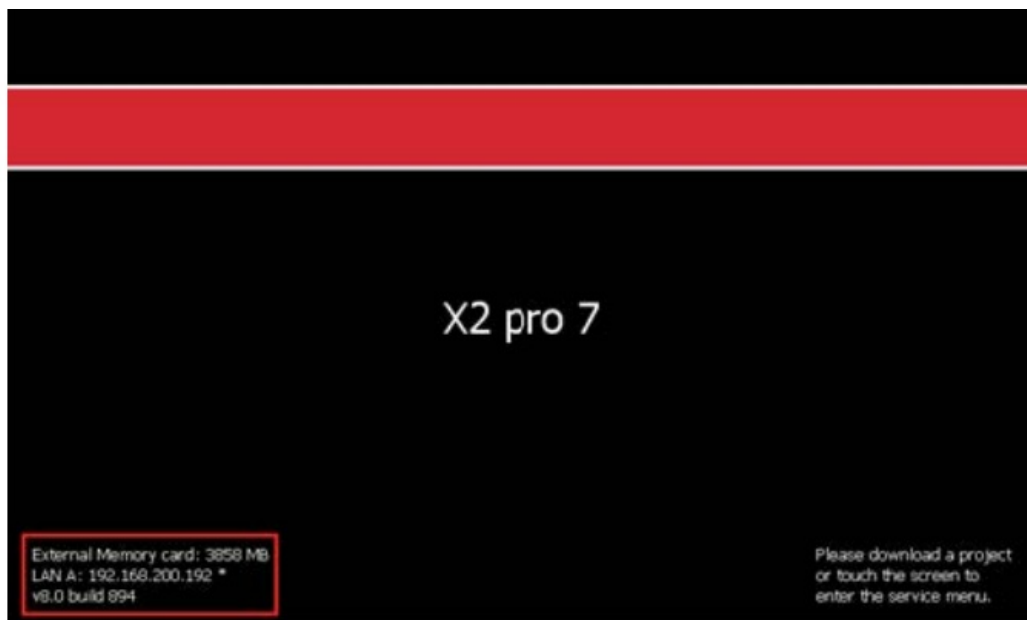 X2 pro 7
External Memory card: 3858 MB
LAN A: 192.168.200.192 *
v8.0 build 894
Please download a project
or touch the screen to
enter the service menu.